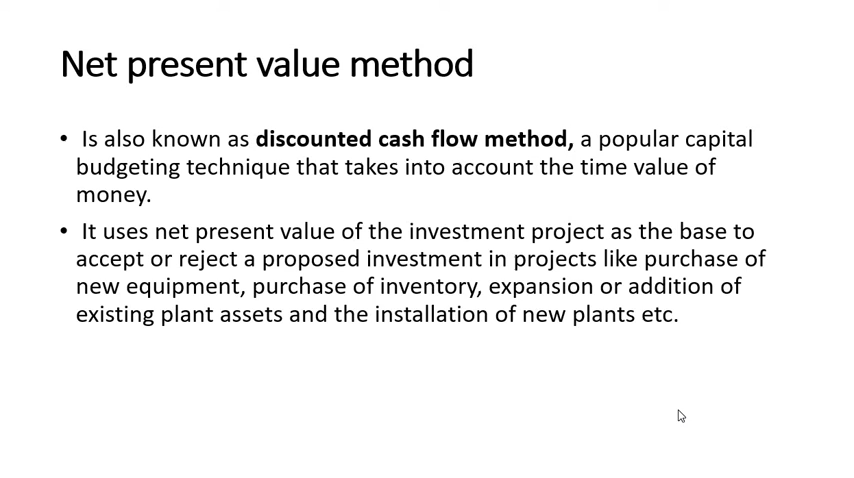 Net present value method
• Is also known as discounted cash flow method, a popular capital
budgeting technique that takes into account the time value of
money.
• It uses net present value of the investment project as the base to
accept or reject a proposed investment in projects like purchase of
new equipment, purchase of inventory, expansion or addition of
existing plant assets and the installation of new plants etc.